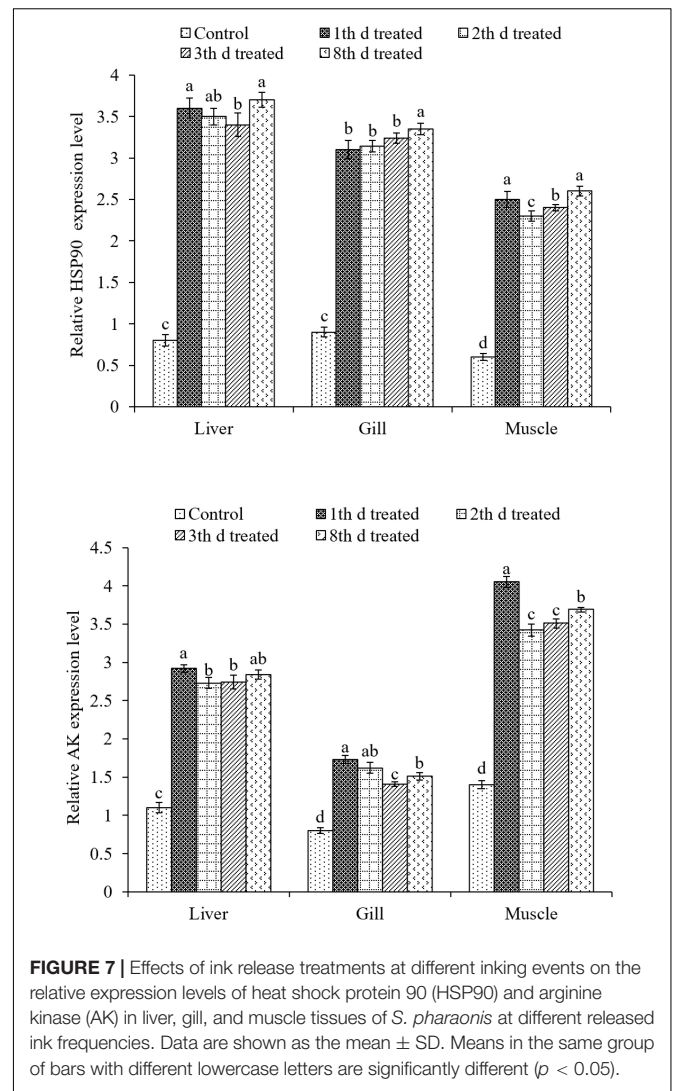 Control 1th d treated 2th d treated
3th d treated 8th d treated
4
3.5
3
2.5
2
1.5
1
0.5
0
Relative HSP90 expression level
a ab b a
c
b b b a
c
a c b a
d
Liver Gill Muscle
Control 1th d treated 2th d treated
3th d treated 8th d treated
4.5
4
3.5
3
2.5
2
1.5
1
0.5
0
Relative AK expression level
a b b ab
c
a ab c b
d
a c c b
d
Liver Gill Muscle
FIGURE 7 | Effects of ink release treatments at different inking events on the
relative expression levels of heat shock protein 90 (HSP90) and arginine
kinase (AK) in liver, gill, and muscle tissues of S. pharaonis at different released
ink frequencies. Data are shown as the mean ± SD. Means in the same group
of bars with different lowercase letters are significantly different (p < 0.05).